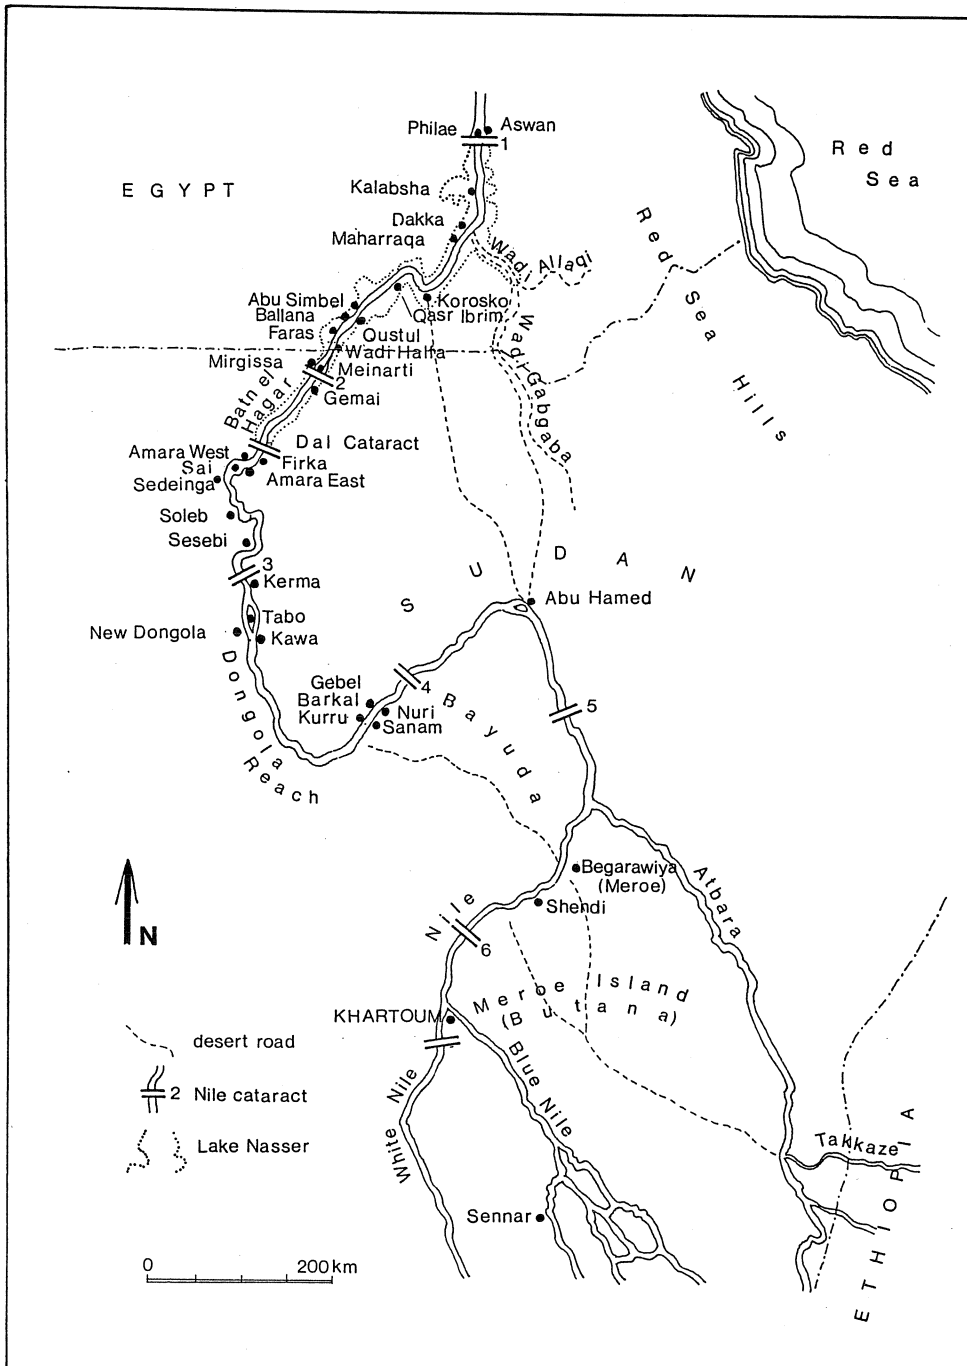 Philae
Aswan
1
Red
Sea
EGYPT
Kalabsha
Dakka
Maharraqa
Wadi Allaqi
Red Sea Hills
Abu Simbel
Ballana
Faras
Korosko
Qasr Ibrim
Qustul
Wadi Halfa
Wadi Gabgaba
Mirgissa
Meinarti
2
Gemai
Batn el
Hagar
Dal Cataract
Amara West
Sai
Sedeinga
Firka
Amara East
Soleb
Sesebi
3
Kerma
SUDAN
Abu Hamed
Tabo
New Dongola
Kawa
Dongola
Reach
Gebel
Barkal
Kurru
4
Nuri
Sanam
Bayuda
5
Begarawiya
(Meroe)
Shendi
Atbara
Nile
6
N
Meroe Island
(Butana)
KHARTOUM
Blue Nile
White Nile
desert road
2 Nile cataract
Lake Nasser
Takkaze
ETHIOPIA
Sennar
0
200 km